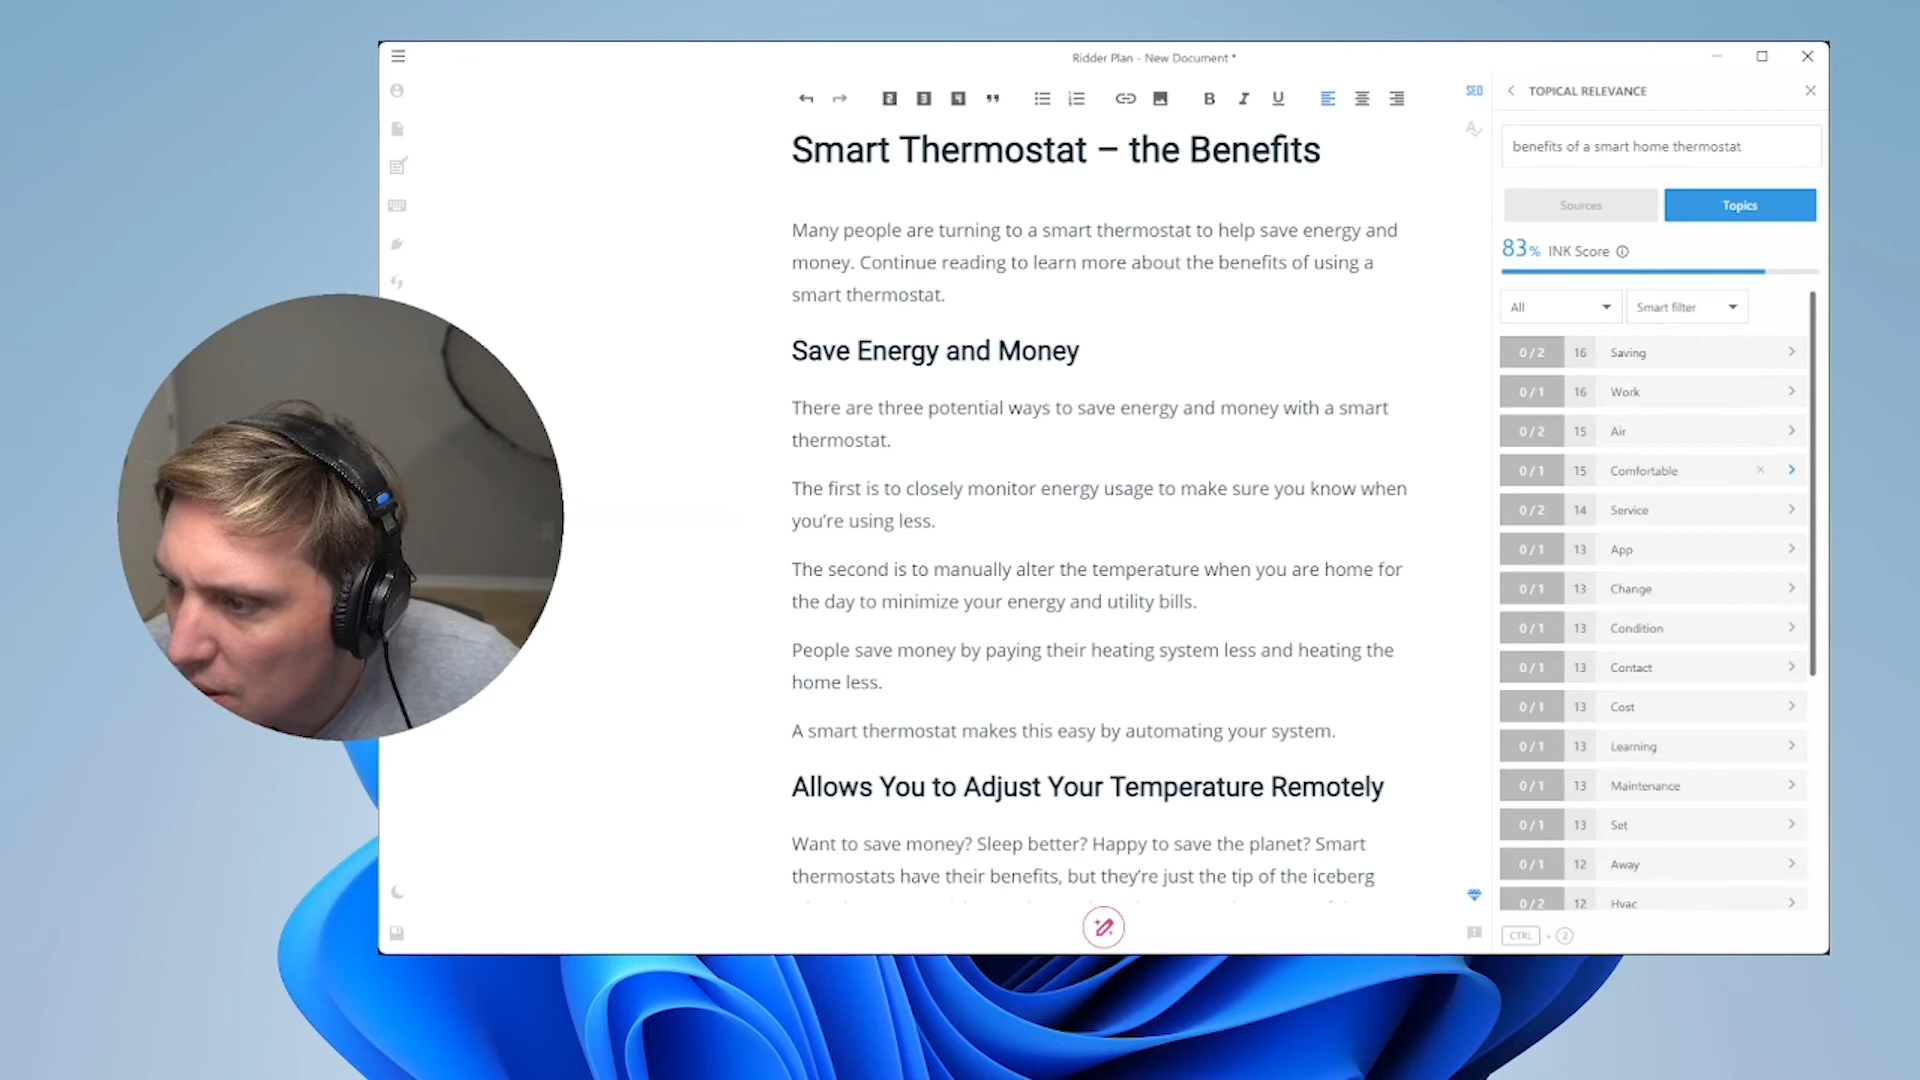 Ridder Plan - New Document *
2
3
4
B
I
U
Smart Thermostat – the Benefits
Many people are turning to a smart thermostat to help save energy and
money. Continue reading to learn more about the benefits of using a
smart thermostat.
Save Energy and Money
There are three potential ways to save energy and money with a smart
thermostat.
The first is to closely monitor energy usage to make sure you know when
you're using less.
The second is to manually alter the temperature when you are home for
the day to minimize your energy and utility bills.
People save money by paying their heating system less and heating the
home less.
A smart thermostat makes this easy by automating your system.
Allows You to Adjust Your Temperature Remotely
Want to save money? Sleep better? Happy to save the planet? Smart
thermostats have their benefits, but they're just the tip of the iceberg
SEO
TOPICAL RELEVANCE
benefits of a smart home thermostat
Sources
Topics
83% INK Score
All
Smart filter
0 / 2 16 Saving
0 / 1 16 Work
0 / 2 15 Air
0 / 1 15 Comfortable
0 / 2 14 Service
0 / 1 13 App
0 / 1 13 Change
0 / 1 13 Condition
0 / 1 13 Contact
0 / 1 13 Cost
0 / 1 13 Learning
0 / 1 13 Maintenance
0 / 1 13 Set
0 / 1 12 Away
0 / 2 12 Hvac
CTRL + 2